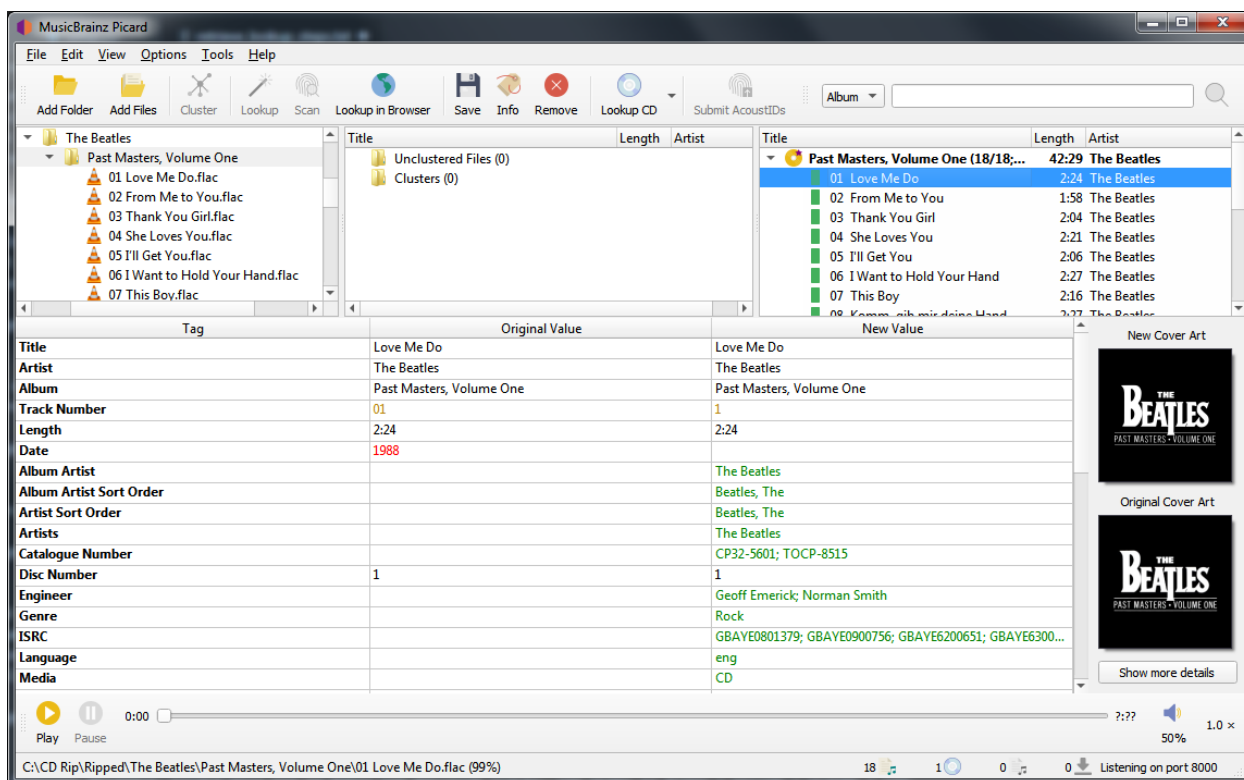 MusicBrainz Picard
File Edit View Options Tools Help
Add Folder Add Files Cluster Lookup Scan Lookup in Browser Save Info Remove Lookup CD Submit AcoustIDs Album
The Beatles
Past Masters, Volume One
01 Love Me Do.flac
02 From Me to You.flac
03 Thank You Girl.flac
04 She Loves You.flac
05 I'll Get You.flac
06 I Want to Hold Your Hand.flac
07 This Boy.flac
Title Length Artist
Unclustered Files (0)
Clusters (0)
Title Length Artist
Past Masters, Volume One (18/18;... 42:29 The Beatles
01 Love Me Do 2:24 The Beatles
02 From Me to You 1:58 The Beatles
03 Thank You Girl 2:04 The Beatles
04 She Loves You 2:21 The Beatles
05 I'll Get You 2:06 The Beatles
06 I Want to Hold Your Hand 2:27 The Beatles
07 This Boy 2:16 The Beatles
08 Komm, gib mir deine Hand 2:27 The Beatles
Tag Original Value New Value
Title Love Me Do Love Me Do
Artist The Beatles The Beatles
Album Past Masters, Volume One Past Masters, Volume One
Track Number 01 1
Length 2:24 2:24
Date 1988
Album Artist The Beatles
Album Artist Sort Order Beatles, The
Artist Sort Order Beatles, The
Artists The Beatles
Catalogue Number CP32-5601; TOCP-8515
Disc Number 1 1
Engineer Geoff Emerick; Norman Smith
Genre Rock
ISRC GBAYE0801379; GBAYE0900756; GBAYE6200651; GBAYE6300...
Language eng
Media CD
New Cover Art
THE
BEATLES
PAST MASTERS • VOLUME ONE
Original Cover Art
THE
BEATLES
PAST MASTERS • VOLUME ONE
Show more details
0:00 ?:??
Play Pause 50% 1.0 ×
C:\CD Rip\Ripped\The Beatles\Past Masters, Volume One\01 Love Me Do.flac (99%) 18 1 0 0 Listening on port 8000